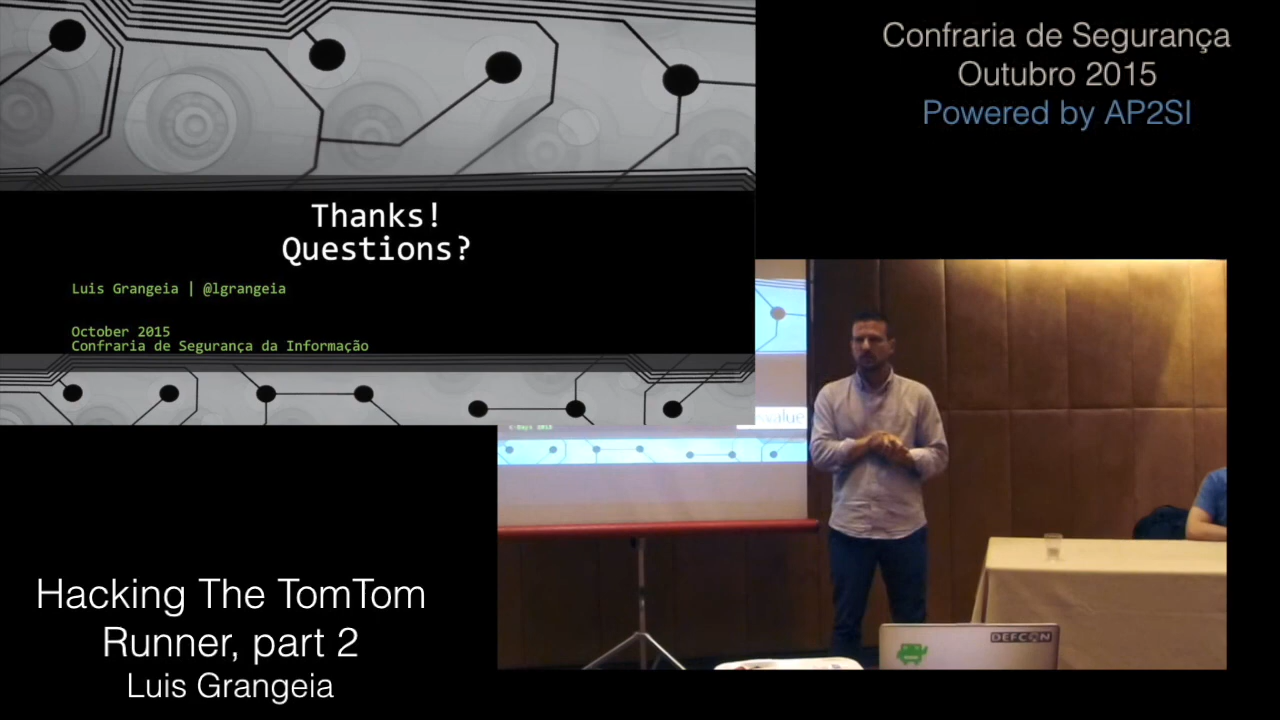 Thanks!
Questions?
Luis Grangeia | @lgrangeia
October 2015
Confraria de Segurança da Informação
Confraria de Segurança
Outubro 2015
Powered by AP2SI
value
DEFCON
Hacking The TomTom
Runner, part 2
Luis Grangeia